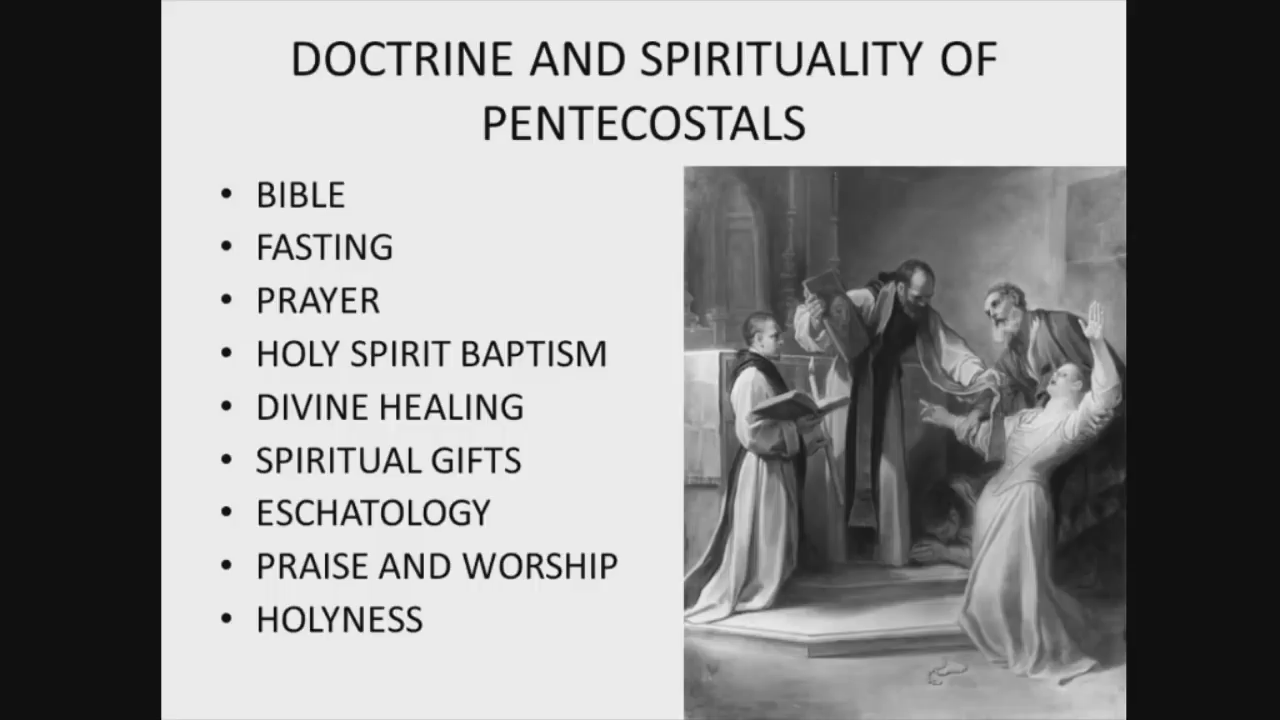 DOCTRINE AND SPIRITUALITY OF
PENTECOSTALS
• BIBLE
• FASTING
• PRAYER
• HOLY SPIRIT BAPTISM
• DIVINE HEALING
• SPIRITUAL GIFTS
• ESCHATOLOGY
• PRAISE AND WORSHIP
• HOLYNESS